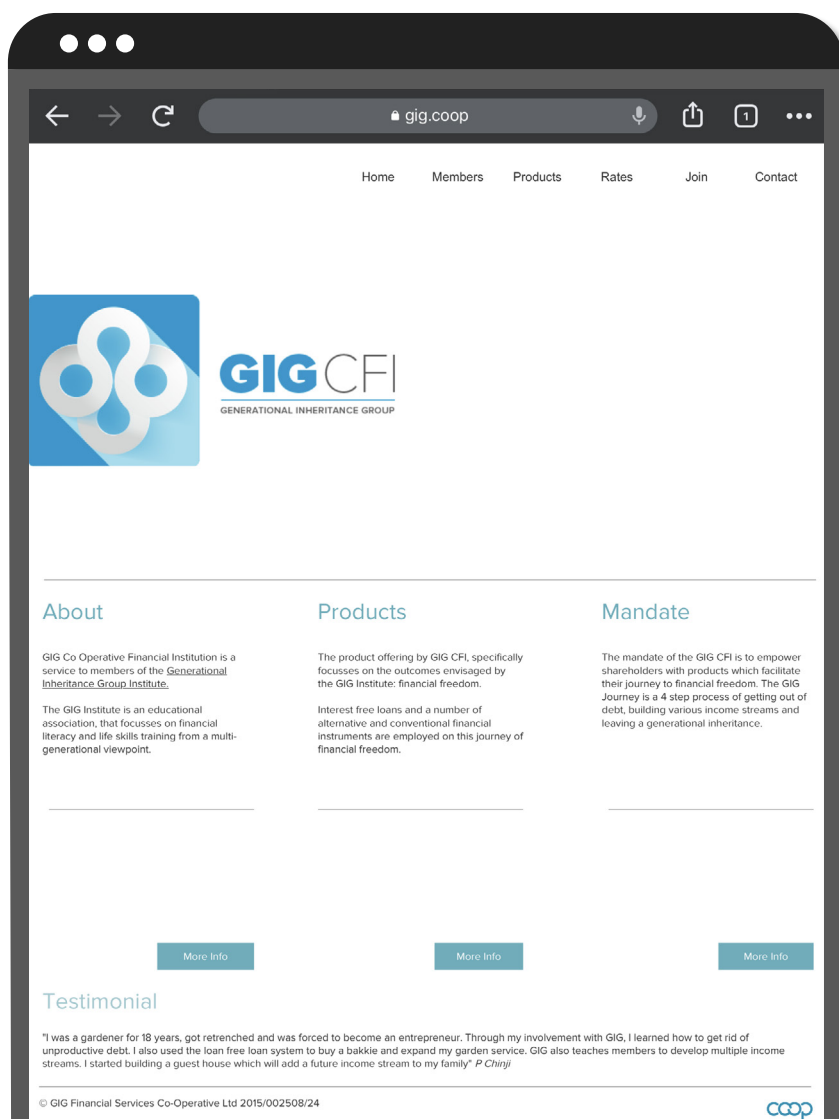 gig.coop
1
Home Members Products Rates Join Contact
GIG CFI
GENERATIONAL INHERITANCE GROUP
About
GIG Co Operative Financial Institution is a
service to members of the Generational
Inheritance Group Institute.
The GIG Institute is an educational
association, that focusses on financial
literacy and life skills training from a multi-
generational viewpoint.
More Info
Products
The product offering by GIG CFI, specifically
focusses on the outcomes envisaged by
the GIG Institute: financial freedom.
Interest free loans and a number of
alternative and conventional financial
instruments are employed on this journey of
financial freedom.
More Info
Mandate
The mandate of the GIG CFI is to empower
shareholders with products which facilitate
their journey to financial freedom. The GIG
Journey is a 4 step process of getting out of
debt, building various income streams and
leaving a generational inheritance.
More Info
Testimonial
"I was a gardener for 18 years, got retrenched and was forced to become an entrepreneur. Through my involvement with GIG, I learned how to get rid of
unproductive debt. I also used the loan free loan system to buy a bakkie and expand my garden service. GIG also teaches members to develop multiple income
streams. I started building a guest house which will add a future income stream to my family" P Chinji
© GIG Financial Services Co-Operative Ltd 2015/002508/24
coop